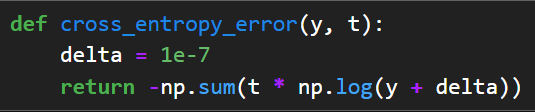 def cross_entropy_error(y, t):
    delta = 1e-7
    return -np.sum(t * np.log(y + delta))